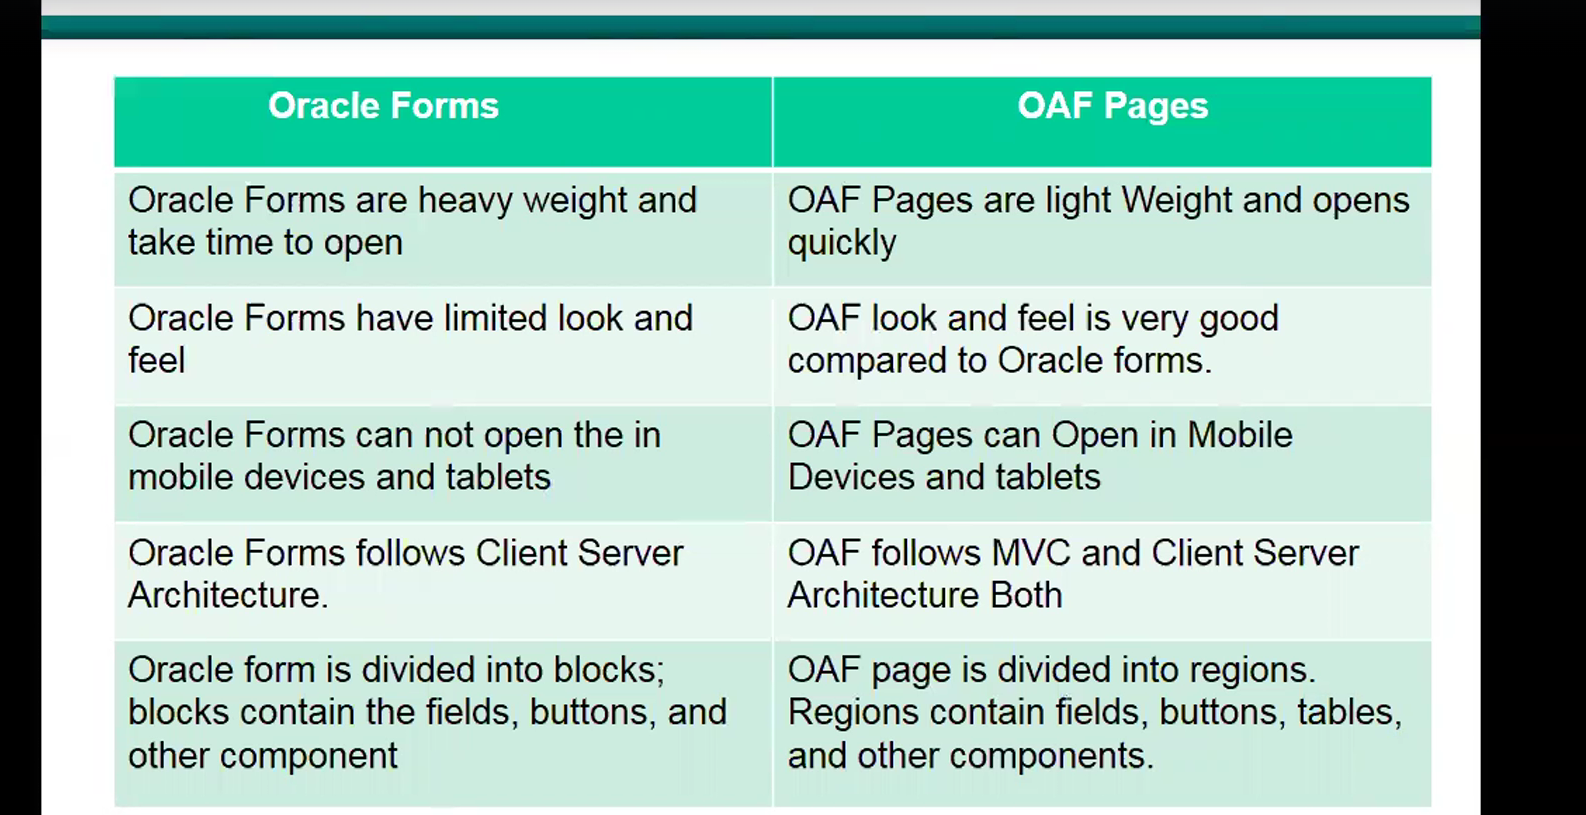 Oracle Forms
OAF Pages
Oracle Forms are heavy weight and
take time to open
OAF Pages are light Weight and opens
quickly
Oracle Forms have limited look and
feel
OAF look and feel is very good
compared to Oracle forms.
Oracle Forms can not open the in
mobile devices and tablets
OAF Pages can Open in Mobile
Devices and tablets
Oracle Forms follows Client Server
Architecture.
OAF follows MVC and Client Server
Architecture Both
Oracle form is divided into blocks;
blocks contain the fields, buttons, and
other component
OAF page is divided into regions.
Regions contain fields, buttons, tables,
and other components.